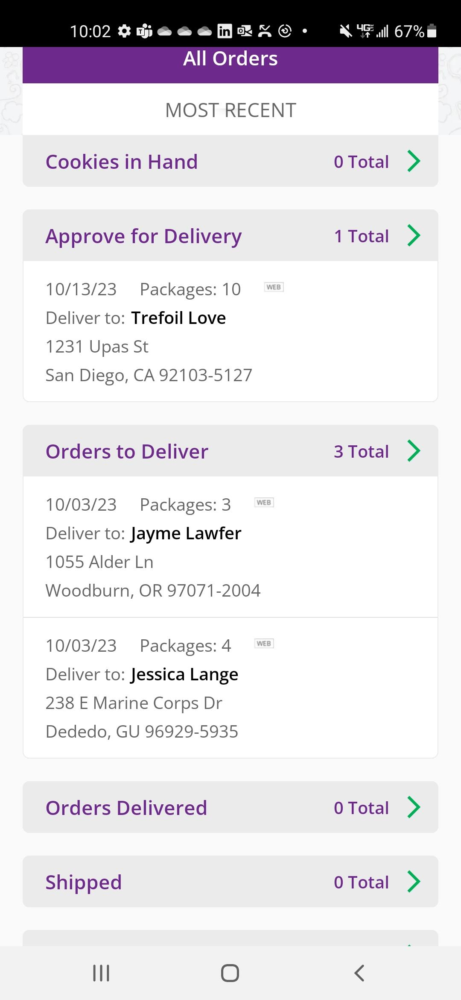 10:02 4G LTE 67%
All Orders
MOST RECENT
Cookies in Hand 0 Total
Approve for Delivery 1 Total
10/13/23 Packages: 10 WEB
Deliver to: Trefoil Love
1231 Upas St
San Diego, CA 92103-5127
Orders to Deliver 3 Total
10/03/23 Packages: 3 WEB
Deliver to: Jayme Lawfer
1055 Alder Ln
Woodburn, OR 97071-2004
10/03/23 Packages: 4 WEB
Deliver to: Jessica Lange
238 E Marine Corps Dr
Dededo, GU 96929-5935
Orders Delivered 0 Total
Shipped 0 Total